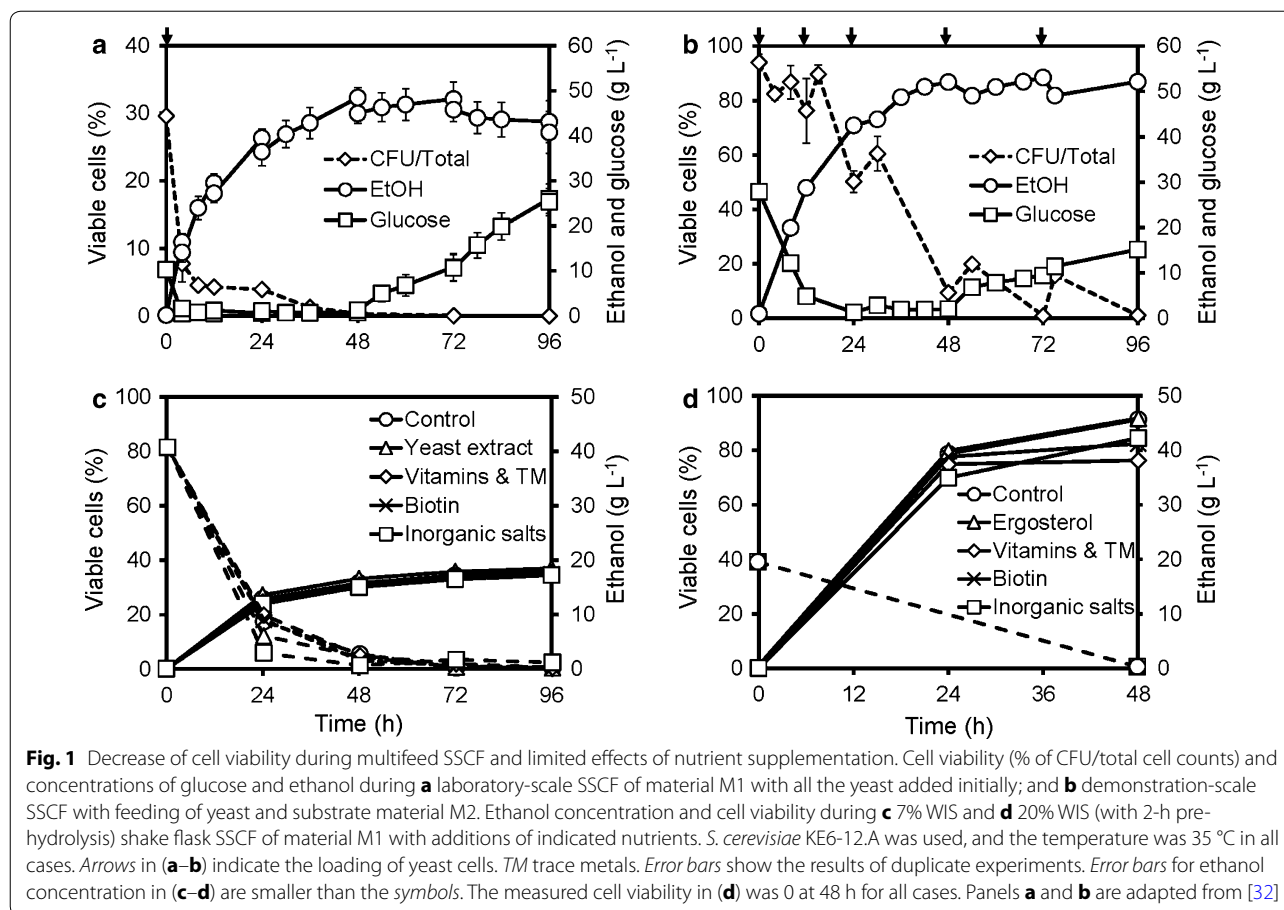 a
b
40
30
20
10
0
Viable cells (%)
CFU/Total
EtOH
Glucose
60
50
40
30
20
10
0
Ethanol and glucose (g L-1)
0 24 48 72 96
100
80
60
40
20
0
Viable cells (%)
CFU/Total
EtOH
Glucose
60
50
40
30
20
10
0
Ethanol and glucose (g L-1)
0 24 48 72 96
c
100
80
60
40
20
0
Viable cells (%)
Control
Yeast extract
Vitamins & TM
Biotin
Inorganic salts
50
40
30
20
10
0
Ethanol (g L-1)
0 24 48 72 96
Time (h)
d
100
80
60
40
20
0
Viable cells (%)
Control
Ergosterol
Vitamins & TM
Biotin
Inorganic salts
50
40
30
20
10
0
Ethanol (g L-1)
0 12 24 36 48
Time (h)
Fig. 1 Decrease of cell viability during multifeed SSCF and limited effects of nutrient supplementation. Cell viability (% of CFU/total cell counts) and
concentrations of glucose and ethanol during a laboratory-scale SSCF of material M1 with all the yeast added initially; and b demonstration-scale
SSCF with feeding of yeast and substrate material M2. Ethanol concentration and cell viability during c 7% WIS and d 20% WIS (with 2-h pre-
hydrolysis) shake flask SSCF of material M1 with additions of indicated nutrients. S. cerevisiae KE6-12.A was used, and the temperature was 35 °C in all
cases. Arrows in (a–b) indicate the loading of yeast cells. TM trace metals. Error bars show the results of duplicate experiments. Error bars for ethanol
concentration in (c–d) are smaller than the symbols. The measured cell viability in (d) was 0 at 48 h for all cases. Panels a and b are adapted from [32]